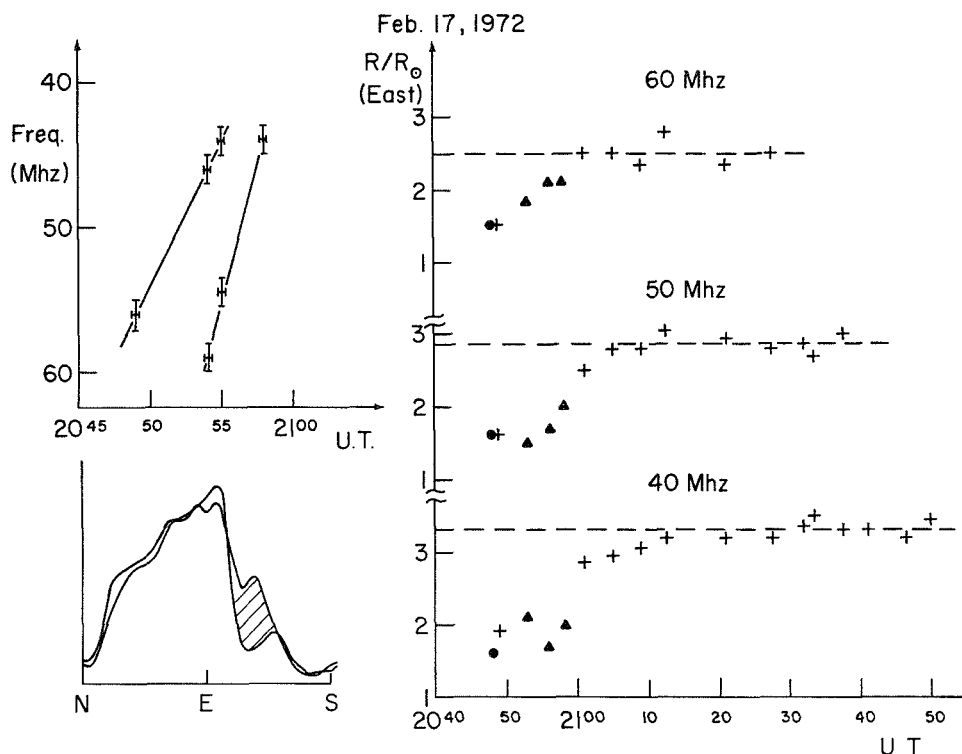 Feb. 17, 1972
40
Freq.
(Mhz)
50
60
20 45 50 55 21 00
U.T.
N E S
R/R⊙
(East)
60 Mhz
3
2
1
50 Mhz
3
2
1
40 Mhz
3
2
1
20 40 50 21 00 10 20 30 40 50
U T